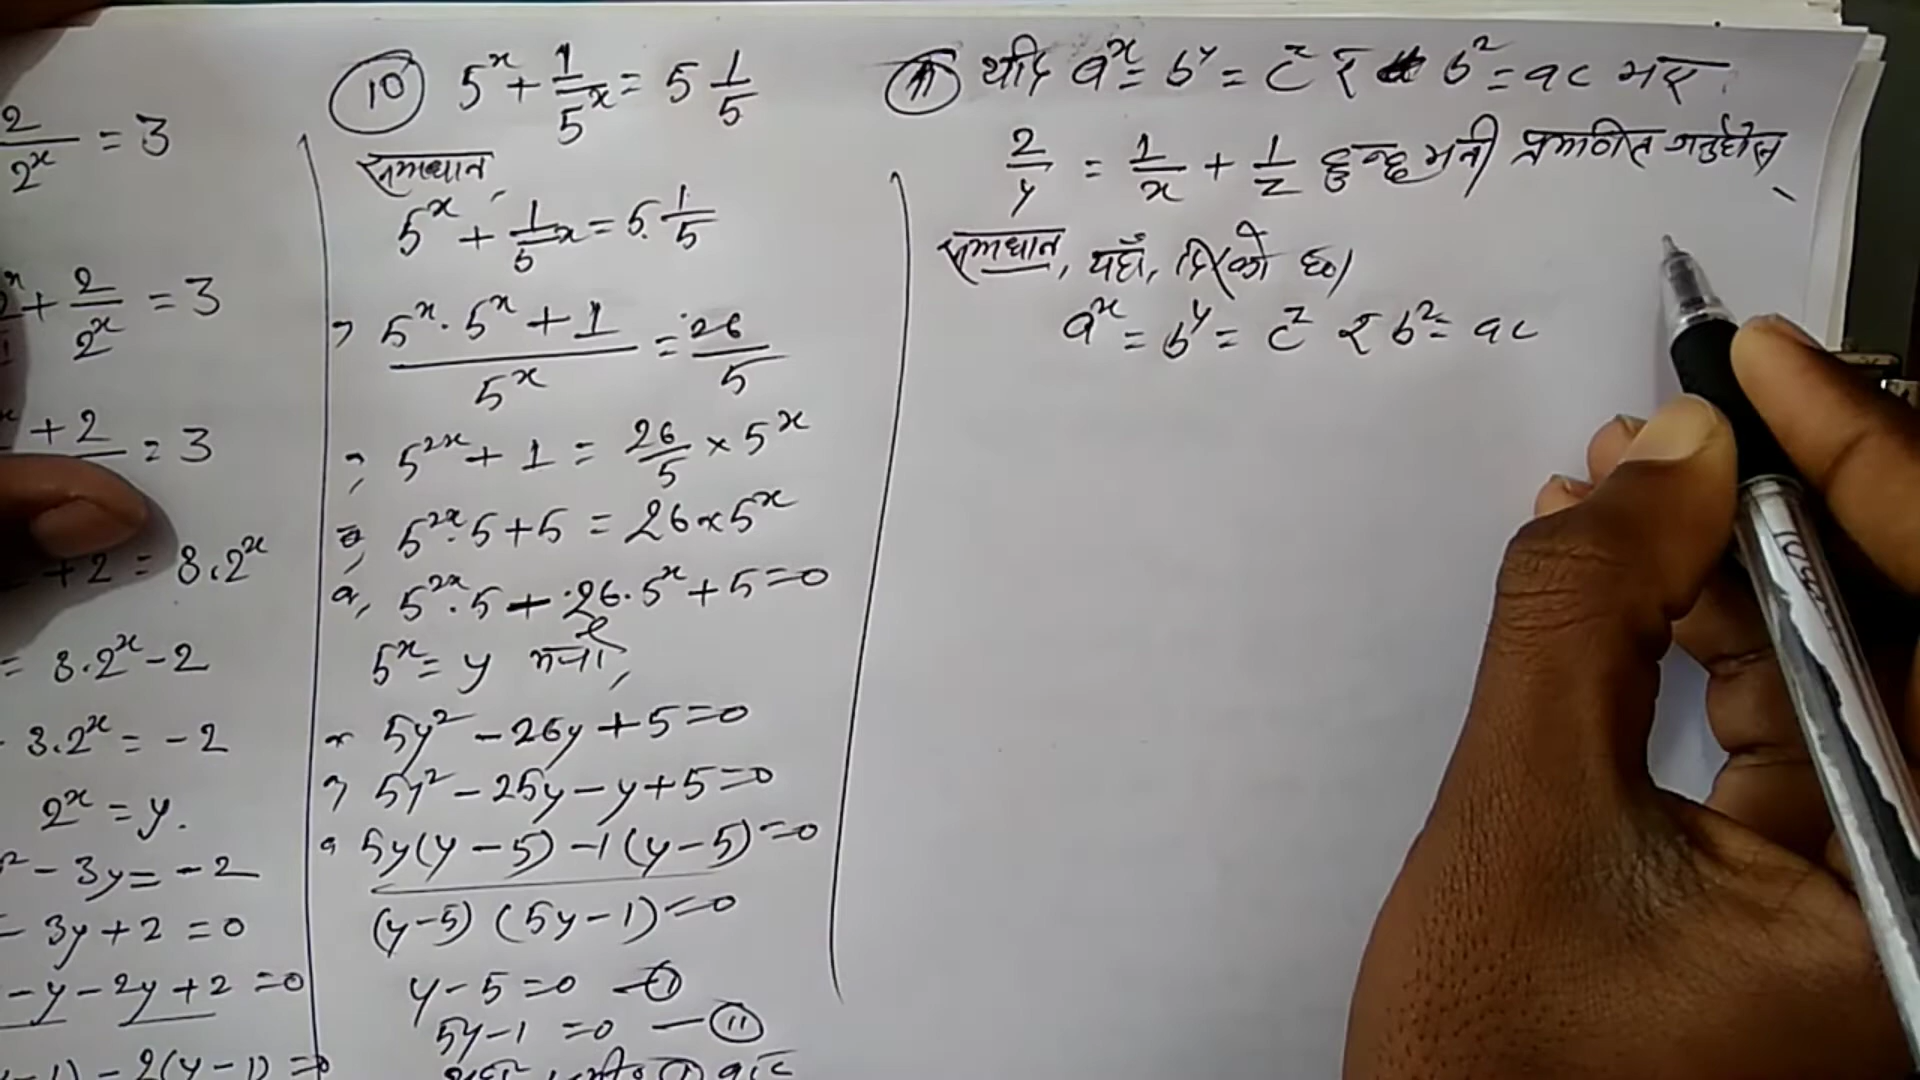 2/2^x = 3
2/2^x = 3
+ 2 = 3
+ 2 = 8.2^x
= 3.2^x - 2
3.2^x = -2
2^x = y.
- 3y = -2
- 3y + 2 = 0
- y - 2y + 2 = 0
- 2(y - 1) = 0
(10) 5^x + 1/5^x = 5 1/5
समाधान,
5^x + 1/5^x = 5 1/5
5^x . 5^x + 1 / 5^x = 26/5
5^2x + 1 = 26/5 × 5^x
5^2x . 5 + 5 = 26 × 5^x
5^2x . 5 - 26 . 5^x + 5 = 0
5^x = y मानौ,
5y^2 - 26y + 5 = 0
5y^2 - 25y - y + 5 = 0
5y(y - 5) - 1(y - 5) = 0
(y - 5) (5y - 1) = 0
y - 5 = 0 - (1)
5y - 1 = 0 - (11)
(11) यदि a^x = b^y = c^z र b^2 = ac भए
2/y = 1/x + 1/z हुन्छ भनी प्रमाणित गर्नुहोस्
समाधान, यहाँ, दिएको छ।
a^x = b^y = c^z र b^2 = ac